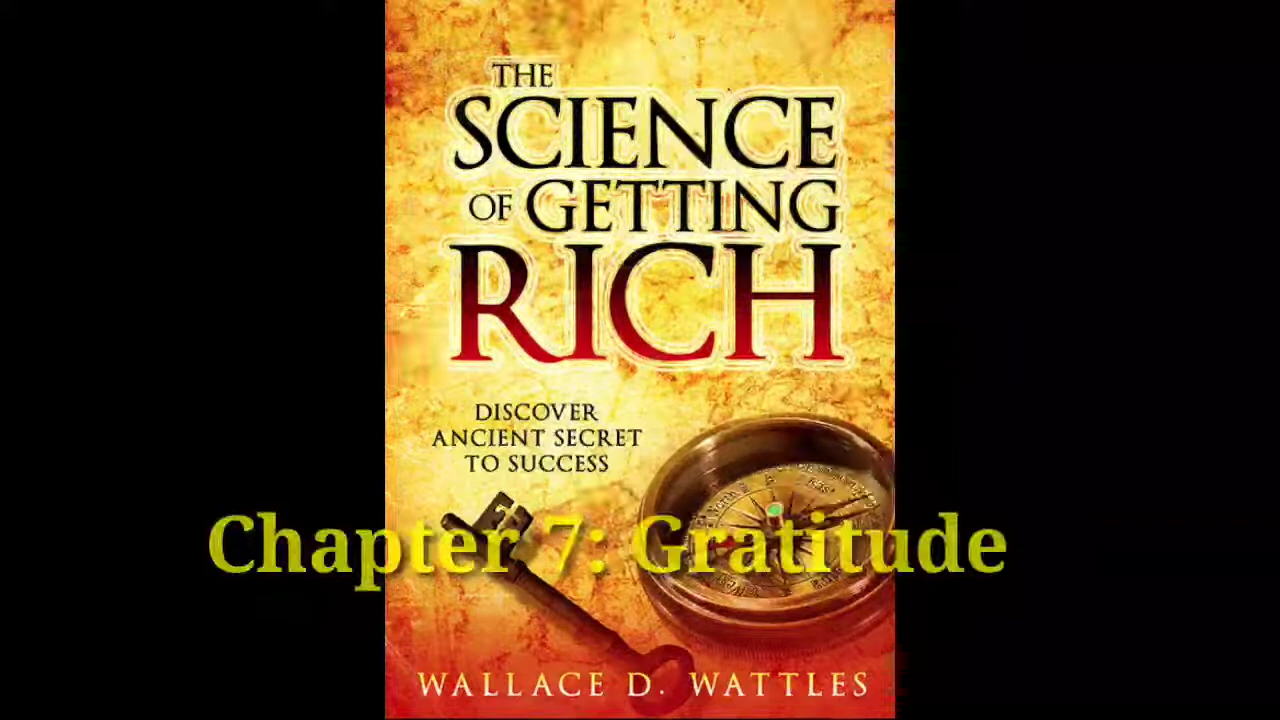 THE
SCIENCE
OF GETTING
RICH
DISCOVER
ANCIENT SECRET
TO SUCCESS
Chapter 7: Gratitude
WALLACE D. WATTLES